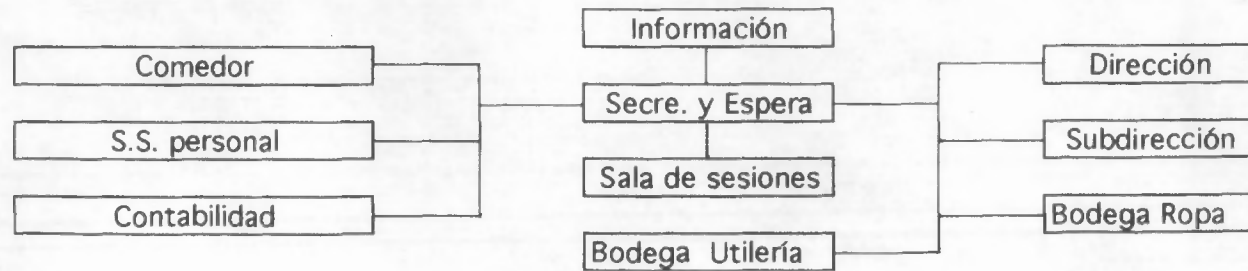 Información
Comedor
Secre. y Espera
Dirección
S.S. personal
Sala de sesiones
Subdirección
Contabilidad
Bodega Utilería
Bodega Ropa